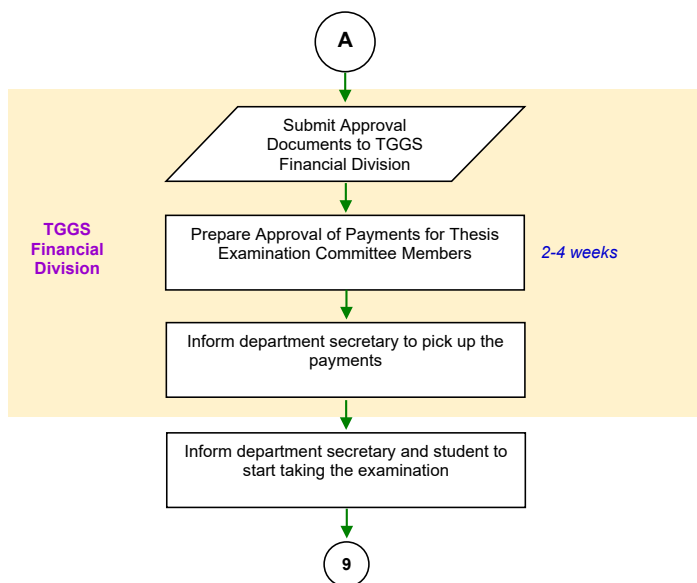 A
Submit Approval
Documents to TGGS
Financial Division
TGGS
Financial
Division
Prepare Approval of Payments for Thesis
Examination Committee Members
2-4 weeks
Inform department secretary to pick up the
payments
Inform department secretary and student to
start taking the examination
9